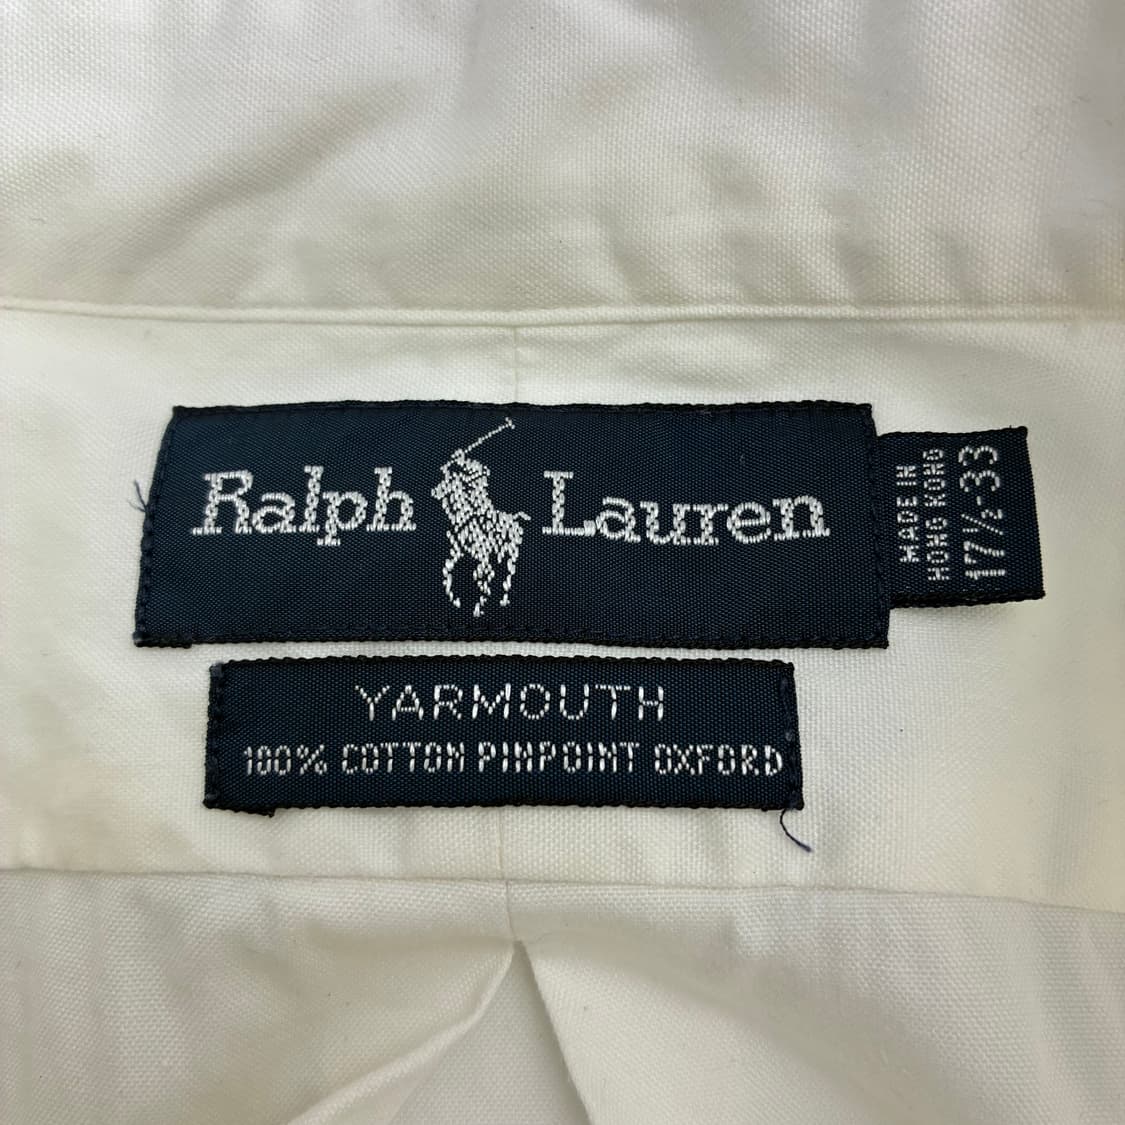 Ralph Lauren
MADE IN
HONG KONG
17½-33
YARMOUTH
100% COTTON PINPOINT OXFORD